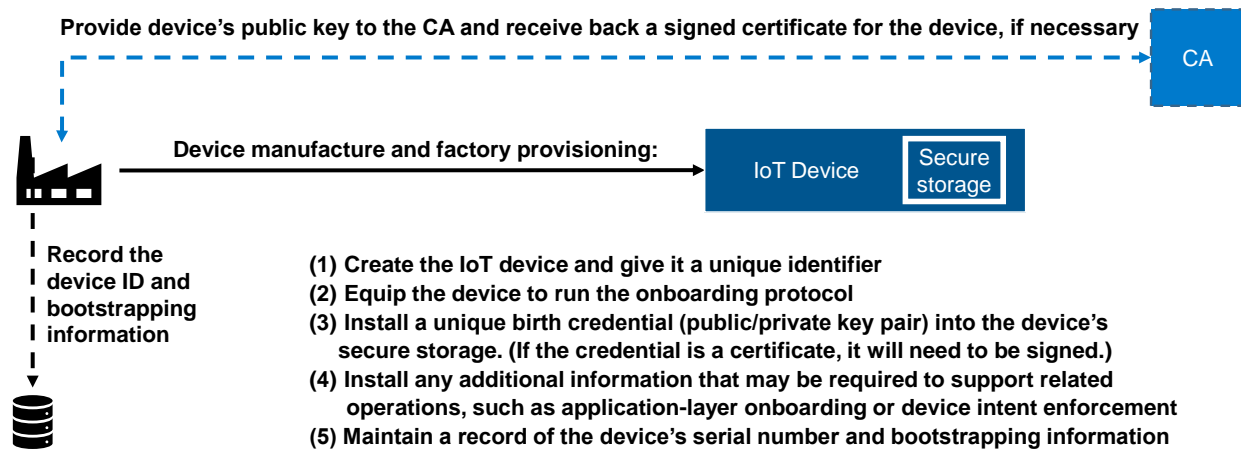 Provide device's public key to the CA and receive back a signed certificate for the device, if necessary
CA
Device manufacture and factory provisioning:
IoT Device
Secure
storage
Record the
device ID and
bootstrapping
information
(1) Create the IoT device and give it a unique identifier
(2) Equip the device to run the onboarding protocol
(3) Install a unique birth credential (public/private key pair) into the device's
secure storage. (If the credential is a certificate, it will need to be signed.)
(4) Install any additional information that may be required to support related
operations, such as application-layer onboarding or device intent enforcement
(5) Maintain a record of the device's serial number and bootstrapping information